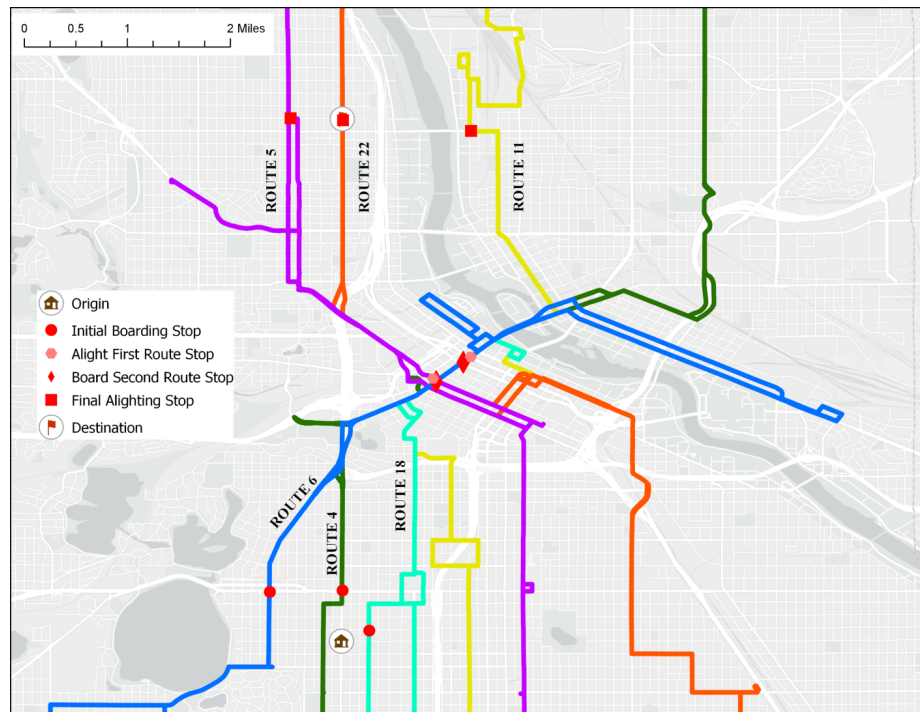 0 0.5 1 2 Miles
ROUTE 5
ROUTE 22
ROUTE 11
Origin
Initial Boarding Stop
Alight First Route Stop
Board Second Route Stop
Final Alighting Stop
Destination
ROUTE 6
ROUTE 4
ROUTE 18